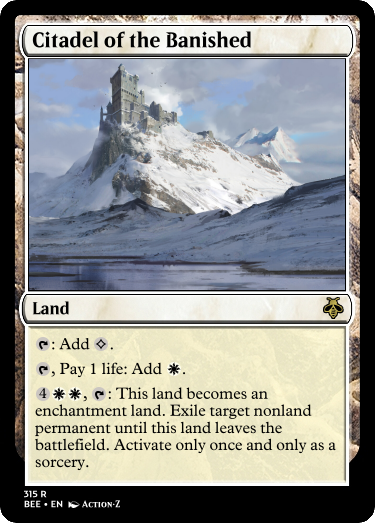 Citadel of the Banished
Land
: Add .
, Pay 1 life: Add .
4, : This land becomes an
enchantment land. Exile target nonland
permanent until this land leaves the
battlefield. Activate only once and only as a
sorcery.
315 R
BEE • EN Action-Z